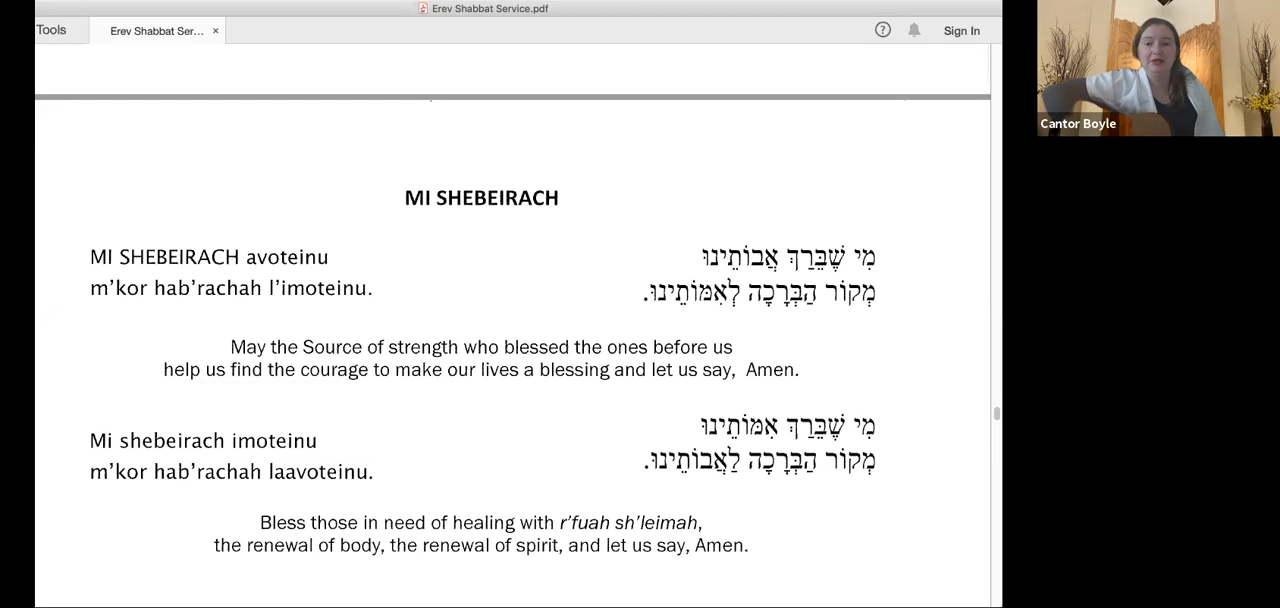 Erev Shabbat Service.pdf
Tools
Erev Shabbat Ser... ×
?
Sign In
Cantor Boyle
MI SHEBEIRACH
MI SHEBEIRACH avoteinu
m'kor hab'rachah l'imoteinu.
מִי שֶׁבֵּרַךְ אֲבוֹתֵינוּ
מְקוֹר הַבְּרָכָה לְאִמּוֹתֵינוּ.
May the Source of strength who blessed the ones before us
help us find the courage to make our lives a blessing and let us say, Amen.
Mi shebeirach imoteinu
m'kor hab'rachah laavoteinu.
מִי שֶׁבֵּרַךְ אִמּוֹתֵינוּ
מְקוֹר הַבְּרָכָה לַאֲבוֹתֵינוּ.
Bless those in need of healing with r'fuah sh'leimah,
the renewal of body, the renewal of spirit, and let us say, Amen.